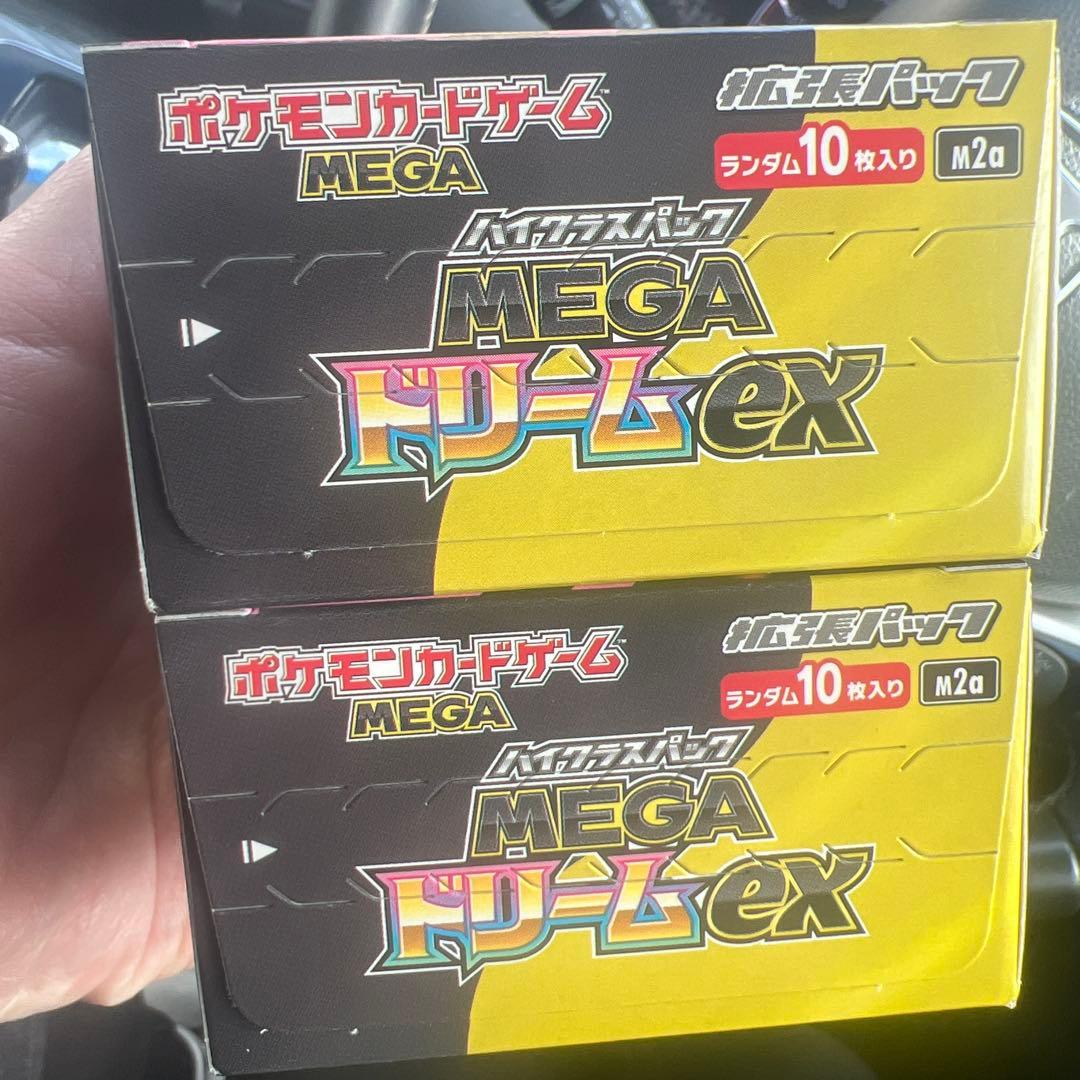 ポケモンカードゲーム™
MEGA
拡張パック
ランダム10枚入り M2a
ハイクラスパック
MEGA
ドリームex
ポケモンカードゲーム™
MEGA
拡張パック
ランダム10枚入り M2a
ハイクラスパック
MEGA
ドリームex